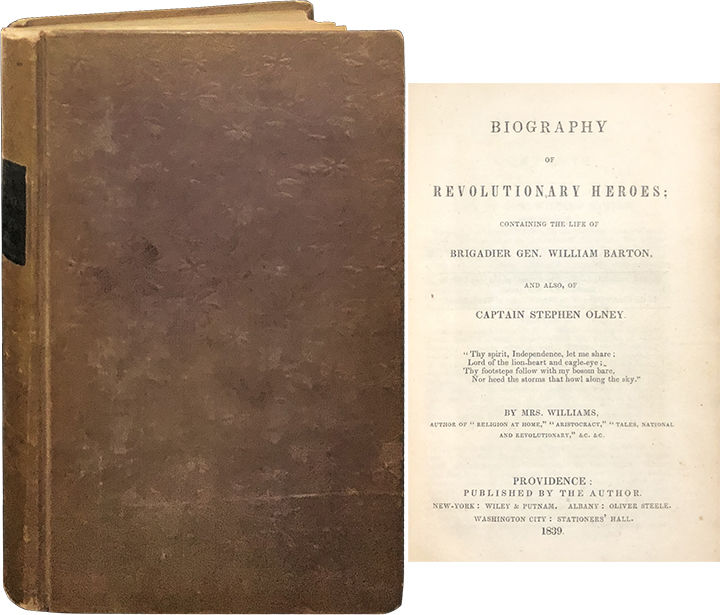 BIOGRAPHY
OF
REVOLUTIONARY HEROES;
CONTAINING THE LIFE OF
BRIGADIER GEN. WILLIAM BARTON,
AND ALSO, OF
CAPTAIN STEPHEN OLNEY.
"Thy spirit, Independence, let me share;
Lord of the lion-heart and eagle-eye;
Thy footsteps follow with my bosom bare,
Nor heed the storms that howl along the sky."
BY MRS. WILLIAMS,
AUTHOR OF "RELIGION AT HOME," "ARISTOCRACY," "TALES, NATIONAL
AND REVOLUTIONARY," &C. &C.
PROVIDENCE:
PUBLISHED BY THE AUTHOR.
NEW-YORK: WILEY & PUTNAM. ALBANY: OLIVER STEELE.
WASHINGTON CITY: STATIONERS' HALL.
1839.